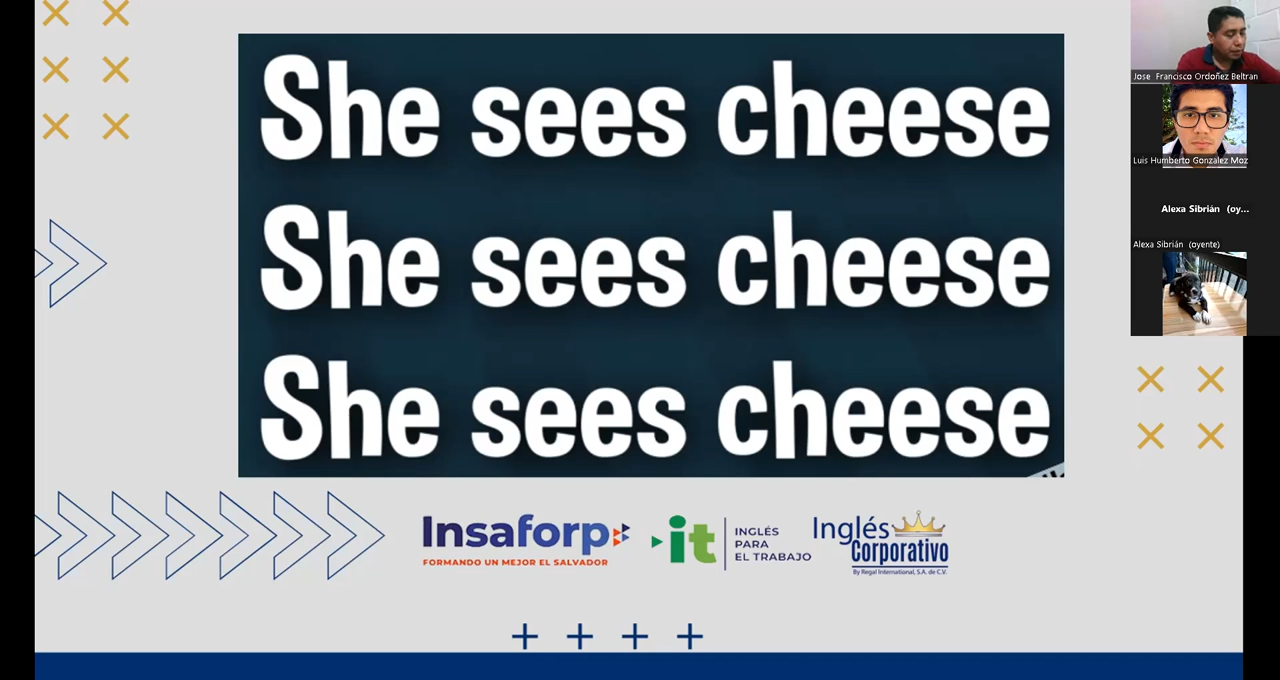 She sees cheese
She sees cheese
She sees cheese
Insaforp
FORMANDO UN MEJOR EL SALVADOR
it
INGLÉS
PARA
EL TRABAJO
Inglés
Corporativo
By Regal International, S.A. de C.V.
Jose Francisco Ordoñez Beltran
Luis Humberto Gonzalez Moz
Alexa Sibrián (oy...
Alexa Sibrián (oyente)